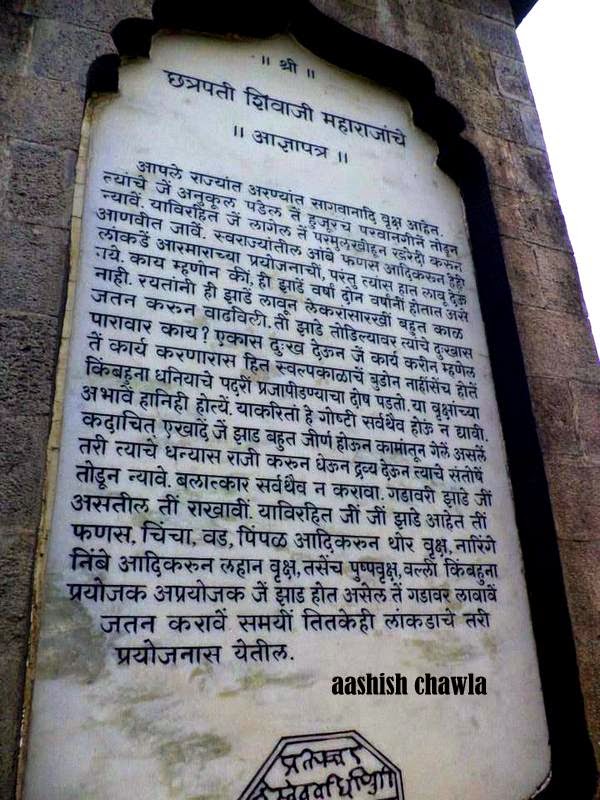 ॥ श्री ॥
छत्रपती शिवाजी महाराजांचे
॥ आज्ञापत्र ॥
आपले राज्यांत अरण्यांत सागवानादि वृक्ष आहेत.
त्यांचे जें अनुकूल पडेल तें हुजूरच परवानगीनें तोडून
न्यावें. याविरहित जें लागेल तें परमुलखीहून खरेदी करुन
आणवीत जावें. स्वराज्यांतील आंबे फणस आदिकरुन हेही
लांकडें आरमाराच्या प्रयोजनाचीं, परंतु त्यांस हात लावू देऊं
नये. काय म्हणोन कीं, ही झाडें वर्षां दोन वर्षांनीं होतात असे
नाही. रयतांनी ही झाडें लावून लेकरांसारखीं बहुत काळ
जतन करुन वाढविली. तीं झाडे तोडिल्यावर त्यांचे दुःखास
पारावार काय? एकास दुःख देऊन जें कार्य करीन म्हणेल
तें कार्य करणारास हित स्वल्पकाळाचें बुडोन नाहींसेंच होतें
किंबहुना धनियाचे पदरीं प्रजापीडण्याचा दोष पडतो. या वृक्षाच्या
अभावें हानिही होत्ये. याकरितां हे गोष्टी सर्वथैव होऊं न द्यावी.
कदाचित एखादें जें झाड बहुत जीर्ण होऊन कामांतून गेलें असलें
तरी त्याचे धन्यास राजी करुन घेऊन द्रव्य देऊन त्याचे संतोषें
तोडून न्यावे. बलात्कार सर्वथैव न करावा. गडावरी झाडे जीं
असतील तीं राखावीं. याविरहित जीं जीं झाडे आहेत तीं
फणस, चिंचा, वड, पिंपळ आदिकरुन थोर वृक्ष, नारिंगे
निंबे आदिकरुन लहान वृक्ष, तसेंच पुष्पवृक्ष, वल्ली किंबहुना
प्रयोजक अप्रयोजक जें झाड होत असेलें तें गडावर लावावें
जतन करावें समयीं तितकेही लांकडाचे तरी
प्रयोजनास येतील.
aashish chawla
प्रतिपच्चंद्र